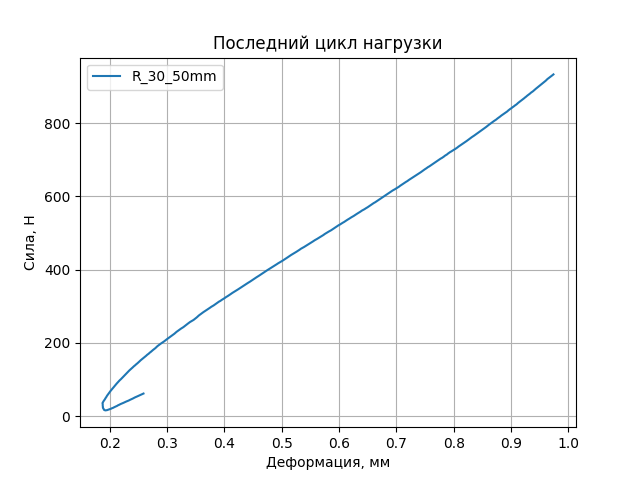 Последний цикл нагрузки
R_30_50mm
Сила, Н
800
600
400
200
0
0.2 0.3 0.4 0.5 0.6 0.7 0.8 0.9 1.0
Деформация, мм